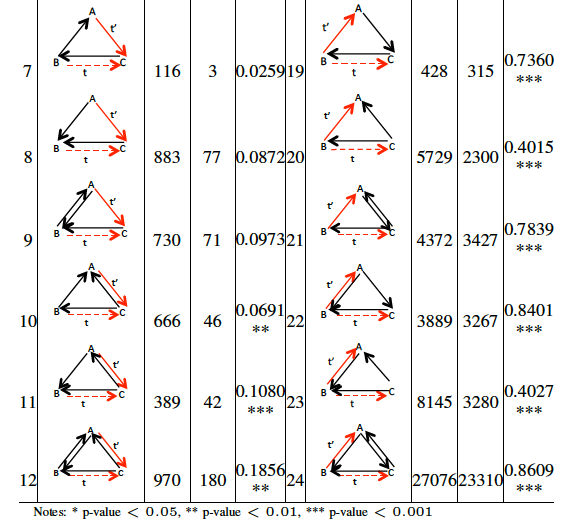 A t' B C t
7 116 3 0.0259
A t' B C t
19 428 315 0.7360 ***
A t' B C t
8 883 77 0.0872
A t' B C t
20 5729 2300 0.4015 ***
A t' B C t
9 730 71 0.0973
A t' B C t
21 4372 3427 0.7839 ***
A t' B C t
10 666 46 0.0691 **
A t' B C t
22 3889 3267 0.8401 ***
A t' B C t
11 389 42 0.1080 ***
A t' B C t
23 8145 3280 0.4027 ***
A t' B C t
12 970 180 0.1856 **
A t' B C t
24 27076 23310 0.8609 ***
Notes: * p-value < 0.05, ** p-value < 0.01, *** p-value < 0.001